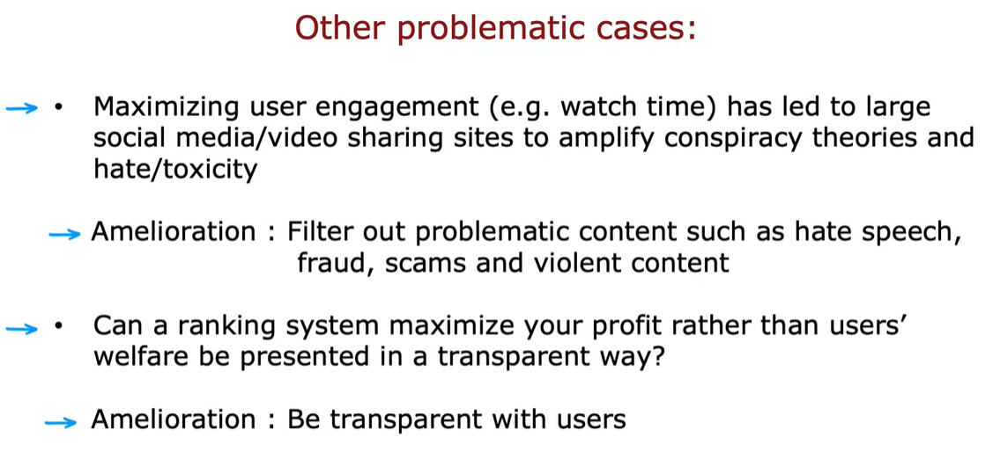 Other problematic cases:
• Maximizing user engagement (e.g. watch time) has led to large
social media/video sharing sites to amplify conspiracy theories and
hate/toxicity
Amelioration : Filter out problematic content such as hate speech,
fraud, scams and violent content
• Can a ranking system maximize your profit rather than users’
welfare be presented in a transparent way?
Amelioration : Be transparent with users